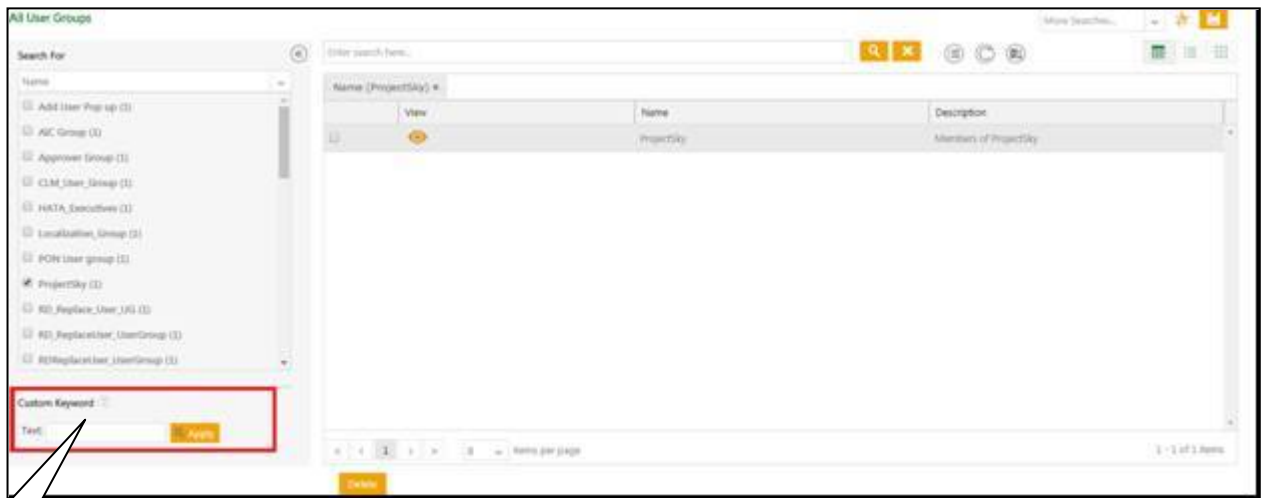 All User Groups
More Searches...
Search For
Enter search here...
Name
Name (ProjectSky) ×
View Name Description
ProjectSky Members of ProjectSky
Add User Pop up (1)
AIC Group (1)
Approver Group (1)
CLM_User_Group (1)
HATA_Executives (1)
Localization_Group (1)
PON User group (1)
ProjectSky (1)
RD_Replace_User_UG (1)
RD_ReplaceUser_UserGroup (1)
RDReplaceUser_UserGroup (1)
Custom Keyword
Text: Apply
1 items per page
1 - 1 of 1 items
Delete